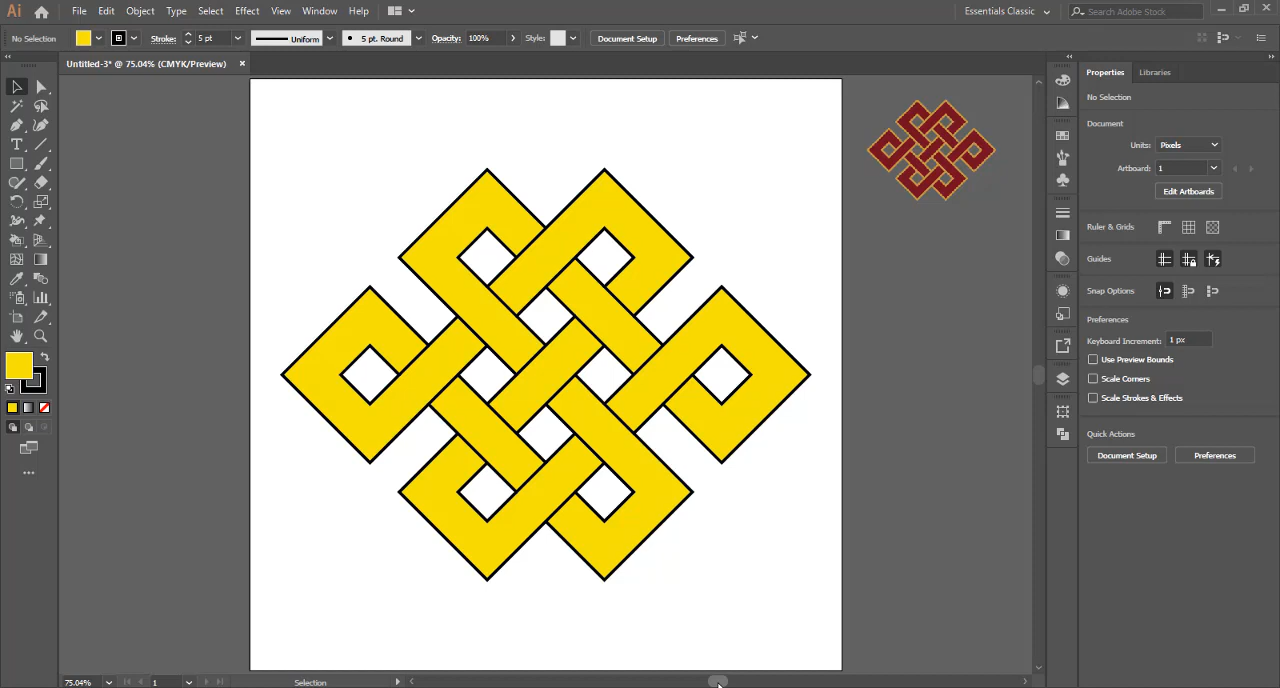 Ai File Edit Object Type Select Effect View Window Help Essentials Classic Search Adobe Stock
No Selection Stroke: 5 pt Uniform 5 pt. Round Opacity: 100% Style: Document Setup Preferences
Untitled-3* @ 75.04% (CMYK/Preview)
Properties Libraries
No Selection
Document
Units: Pixels
Artboard: 1
Edit Artboards
Ruler & Grids
Guides
Snap Options
Preferences
Keyboard Increment: 1 px
Use Preview Bounds
Scale Corners
Scale Strokes & Effects
Quick Actions
Document Setup Preferences
75.04% 1 Selection